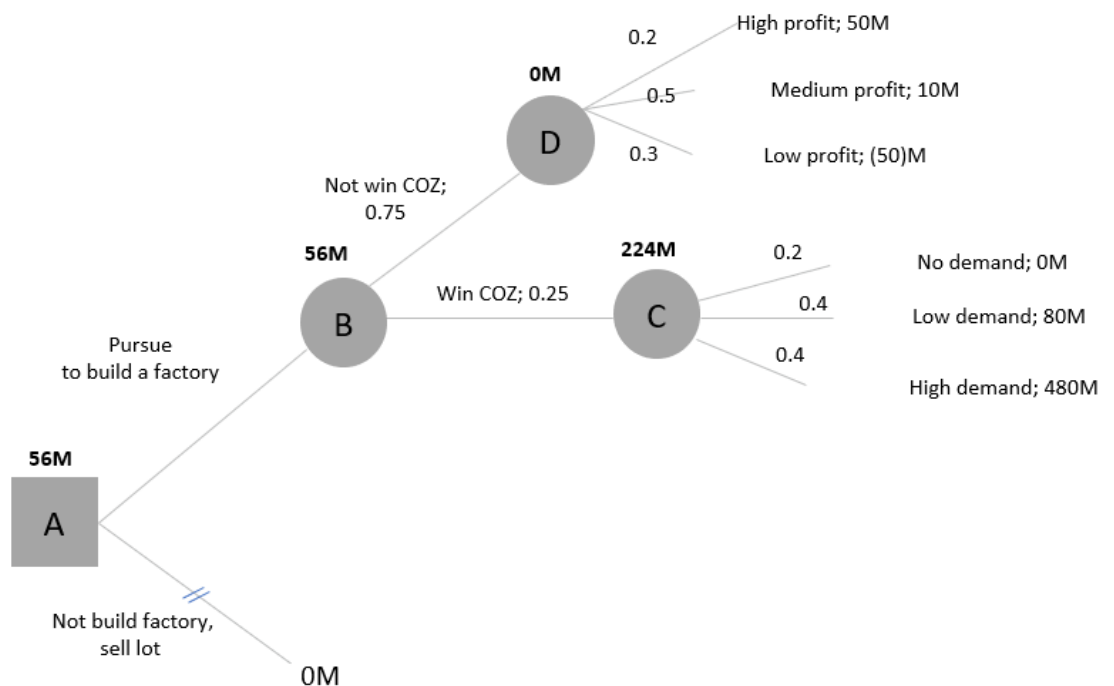 High profit; 50M
0.2
0M
Medium profit; 10M
0.5
D
Low profit; (50)M
0.3
Not win COZ;
0.75
56M
224M
0.2
No demand; 0M
Win COZ; 0.25
0.4
Low demand; 80M
B
C
Pursue
to build a factory
0.4
High demand; 480M
56M
A
Not build factory,
sell lot
0M